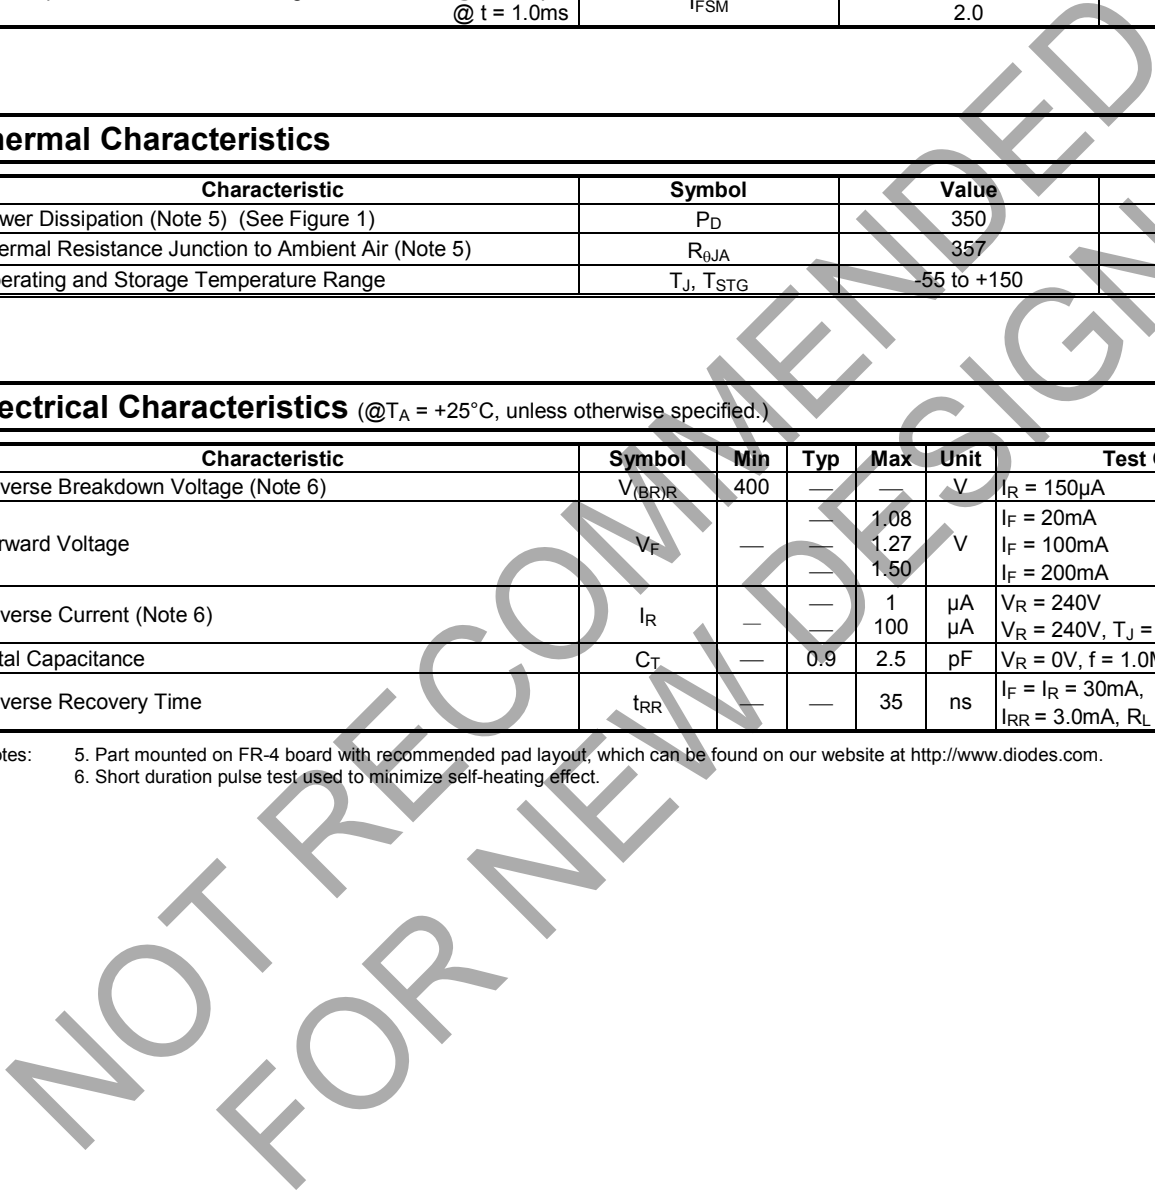 @ t = 1.0ms IFSM 2.0
hermal Characteristics
Characteristic Symbol Value
wer Dissipation (Note 5) (See Figure 1) PD 350
ermal Resistance Junction to Ambient Air (Note 5) RθJA 357
erating and Storage Temperature Range TJ, TSTG -55 to +150
ectrical Characteristics (@TA = +25°C, unless otherwise specified.)
Characteristic Symbol Min Typ Max Unit Test
verse Breakdown Voltage (Note 6) V(BR)R 400 — — V IR = 150µA
rward Voltage VF — — 1.08 V IF = 20mA
— 1.27 IF = 100mA
— 1.50 IF = 200mA
verse Current (Note 6) IR — — 1 µA VR = 240V
— 100 µA VR = 240V, TJ =
tal Capacitance CT — 0.9 2.5 pF VR = 0V, f = 1.0M
verse Recovery Time tRR — — 35 ns IF = IR = 30mA,
IRR = 3.0mA, RL
tes: 5. Part mounted on FR-4 board with recommended pad layout, which can be found on our website at http://www.diodes.com.
6. Short duration pulse test used to minimize self-heating effect.
NOT RECOMMENDED
FOR NEW DESIGN